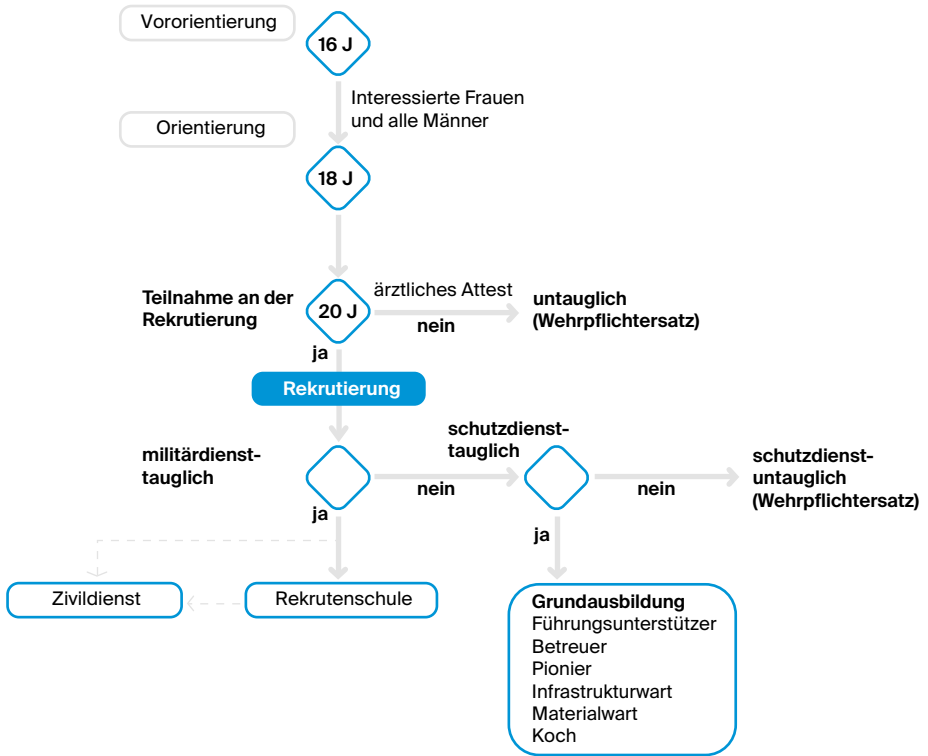 Vororientierung
16 J
Interessierte Frauen
und alle Männer
Orientierung
18 J
Teilnahme an der
Rekrutierung
20 J
ärztliches Attest
nein
untauglich
(Wehrpflichtersatz)
ja
Rekrutierung
militärdienst-
tauglich
nein
schutzdienst-
tauglich
nein
schutzdienst-
untauglich
(Wehrpflichtersatz)
ja
ja
Zivildienst
Rekrutenschule
Grundausbildung
Führungsunterstützer
Betreuer
Pionier
Infrastrukturwart
Materialwart
Koch